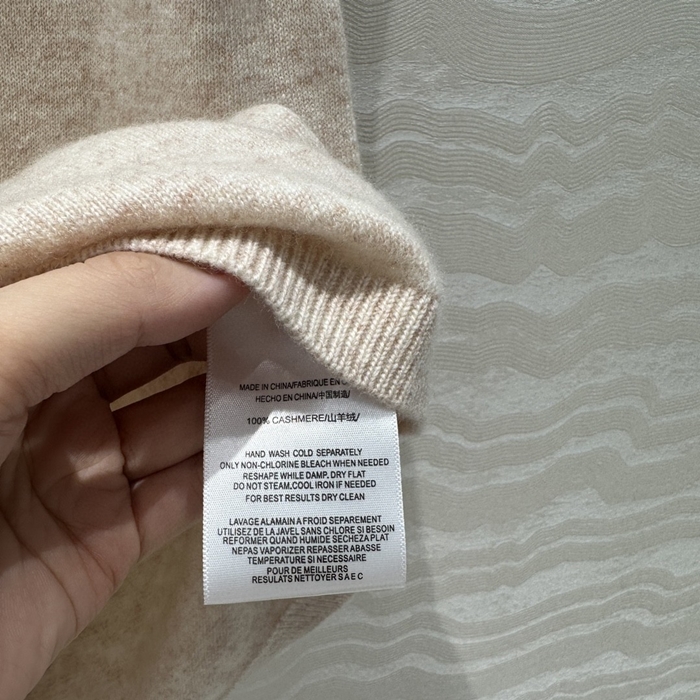 MADE IN CHINA/FABRIQUE EN
HECHO EN CHINA/中国制造/
100% CASHMERE/山羊绒/
HAND WASH COLD SEPARATELY
ONLY NON-CHLORINE BLEACH WHEN NEEDED
RESHAPE WHILE DAMP, DRY FLAT
DO NOT STEAM.COOL IRON IF NEEDED
FOR BEST RESULTS DRY CLEAN
LAVAGE ALAMAIN A FROID SEPAREMENT
UTILISEZ DE LA JAVEL SANS CHLORE SI BESOIN
REFORMER QUAND HUMIDE SECHEZA PLAT
NEPAS VAPORIZER REPASSER ABASSE
TEMPERATURE SI NECESSAIRE
POUR DE MEILLEURS
RESULATS NETTOYER S A E C